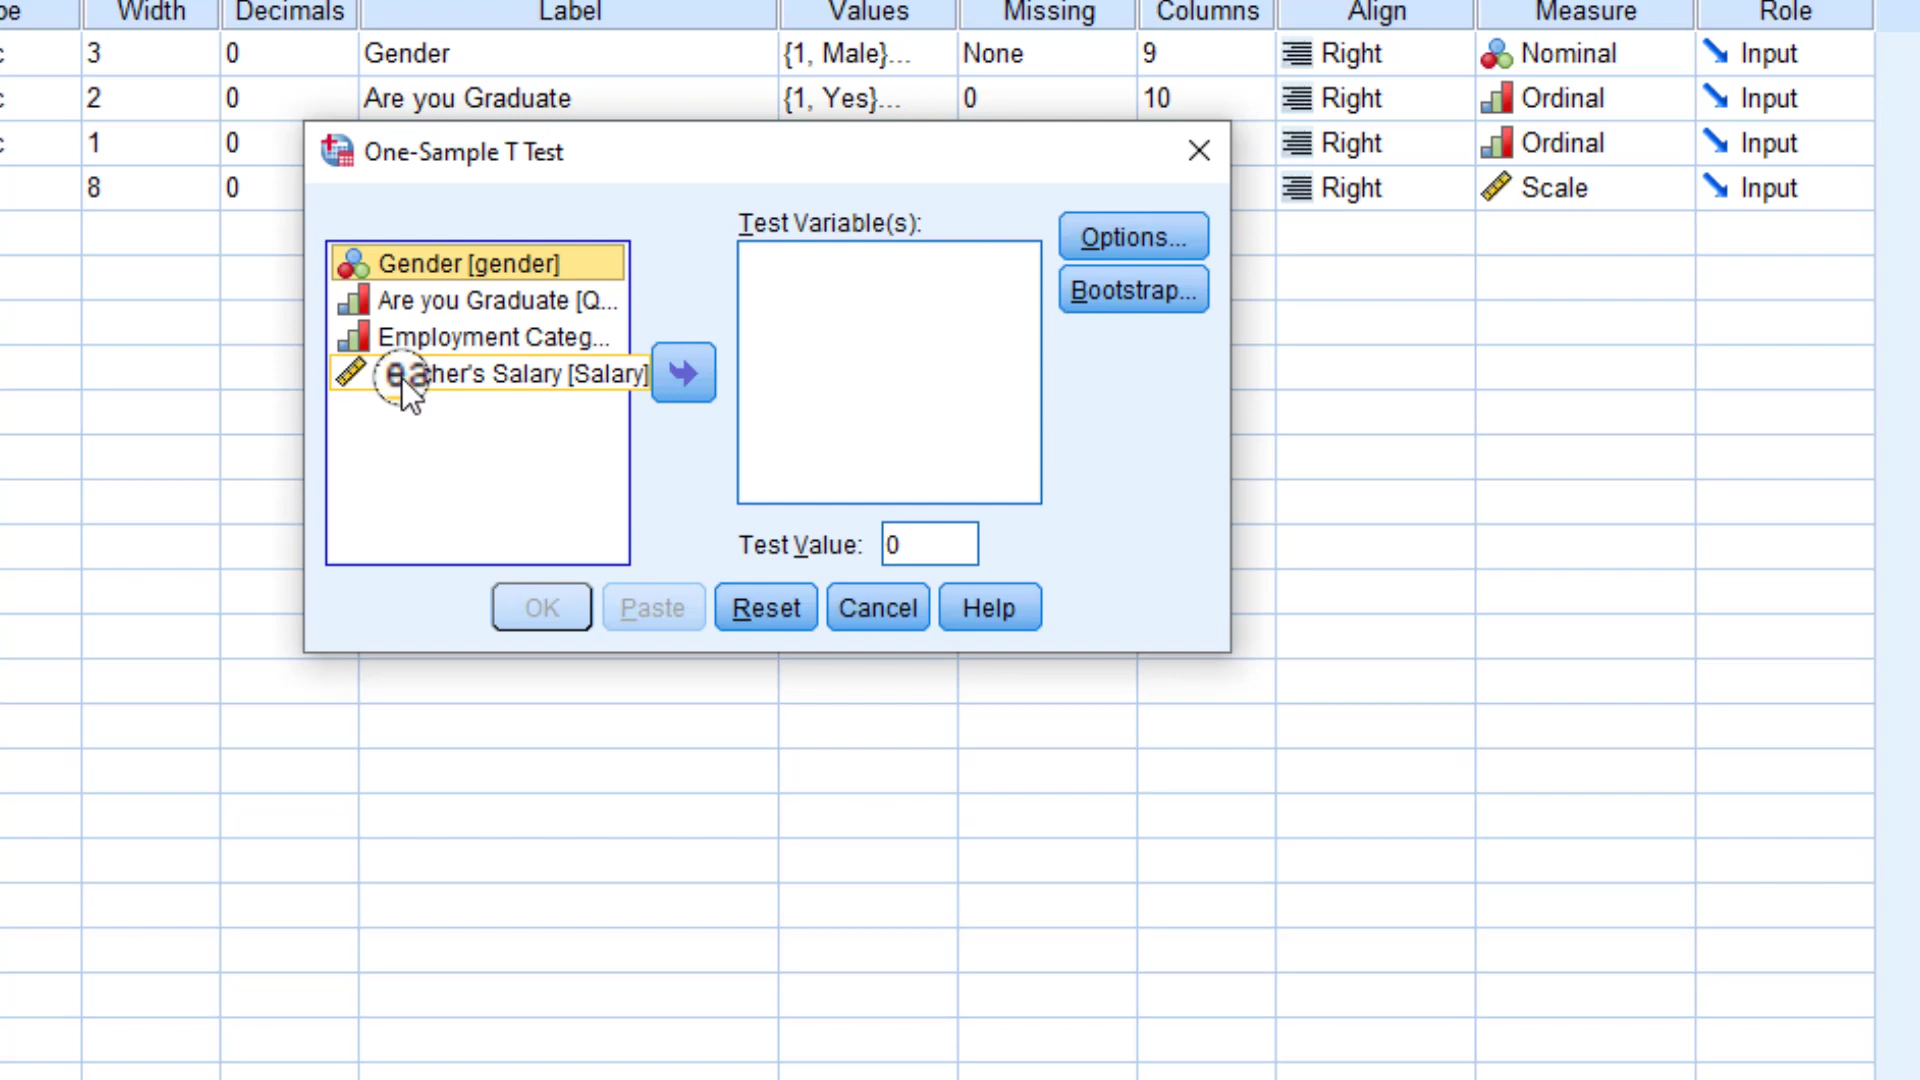 Width Decimals Label Values Missing Columns Align Measure Role
3 0 Gender {1, Male}... None 9 Right Nominal Input
2 0 Are you Graduate {1, Yes}... 0 10 Right Ordinal Input
1 0 Right Ordinal Input
8 0 Right Scale Input
One-Sample T Test
Test Variable(s):
Gender [gender]
Are you Graduate [Q...
Employment Categ...
eacher's Salary [Salary]
Options...
Bootstrap...
Test Value: 0
OK Paste Reset Cancel Help